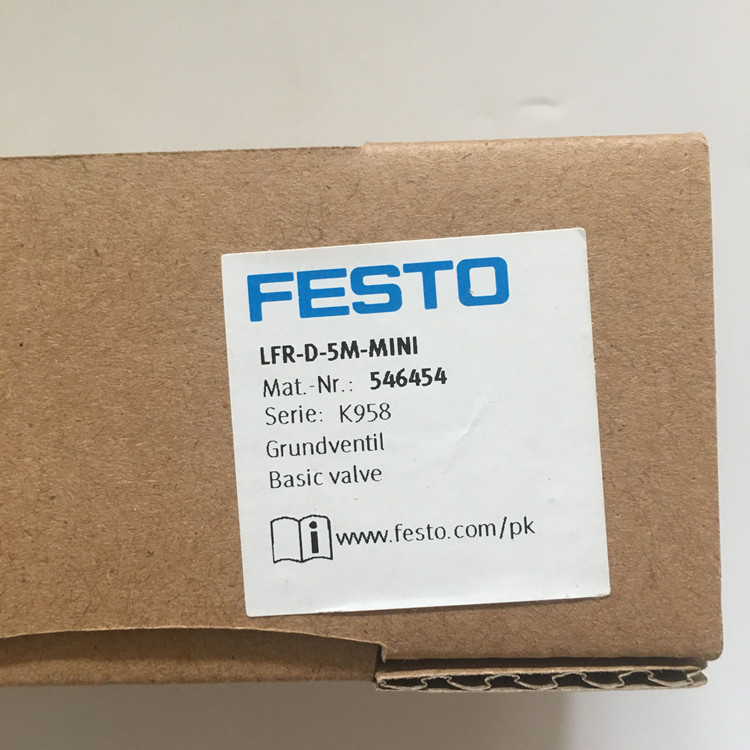 FESTO
LFR-D-5M-MINI
Mat.-Nr.: 546454
Serie: K958
Grundventil
Basic valve
i www.festo.com/pk